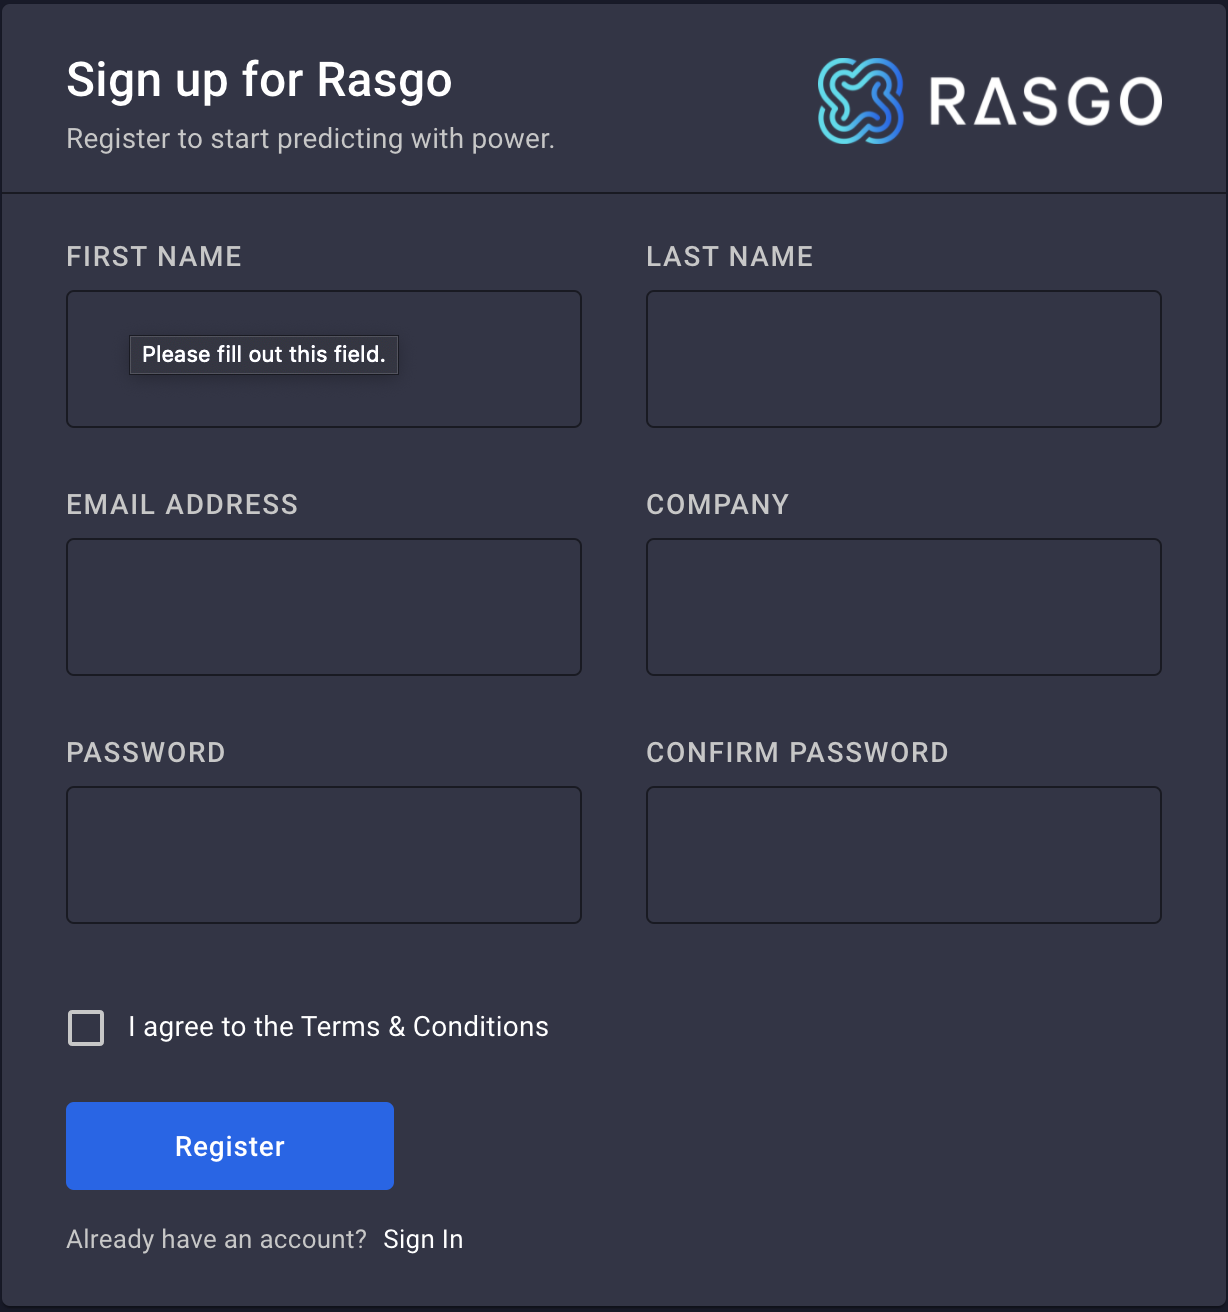 Sign up for Rasgo
RASGO
Register to start predicting with power.
FIRST NAME
LAST NAME
Please fill out this field.
EMAIL ADDRESS
COMPANY
PASSWORD
CONFIRM PASSWORD
I agree to the Terms & Conditions
Register
Already have an account? Sign In